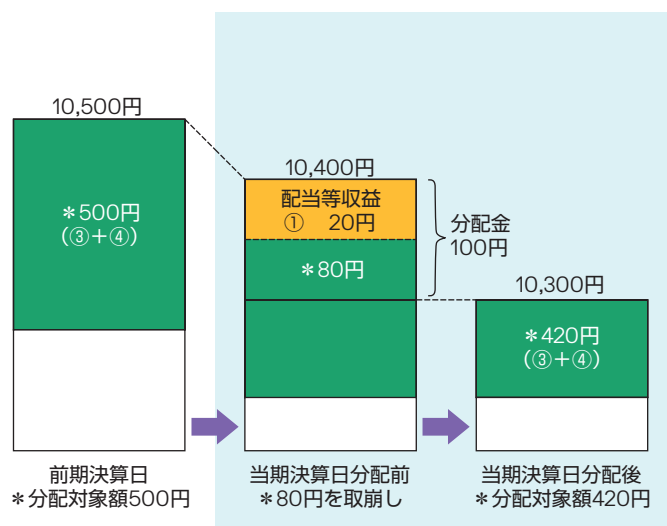 10,500円
＊500円
(③＋④)
10,400円
配当等収益
① 20円
＊80円
分配金
100円
10,300円
＊420円
(③＋④)
前期決算日
＊分配対象額500円
当期決算日分配前
＊80円を取崩し
当期決算日分配後
＊分配対象額420円